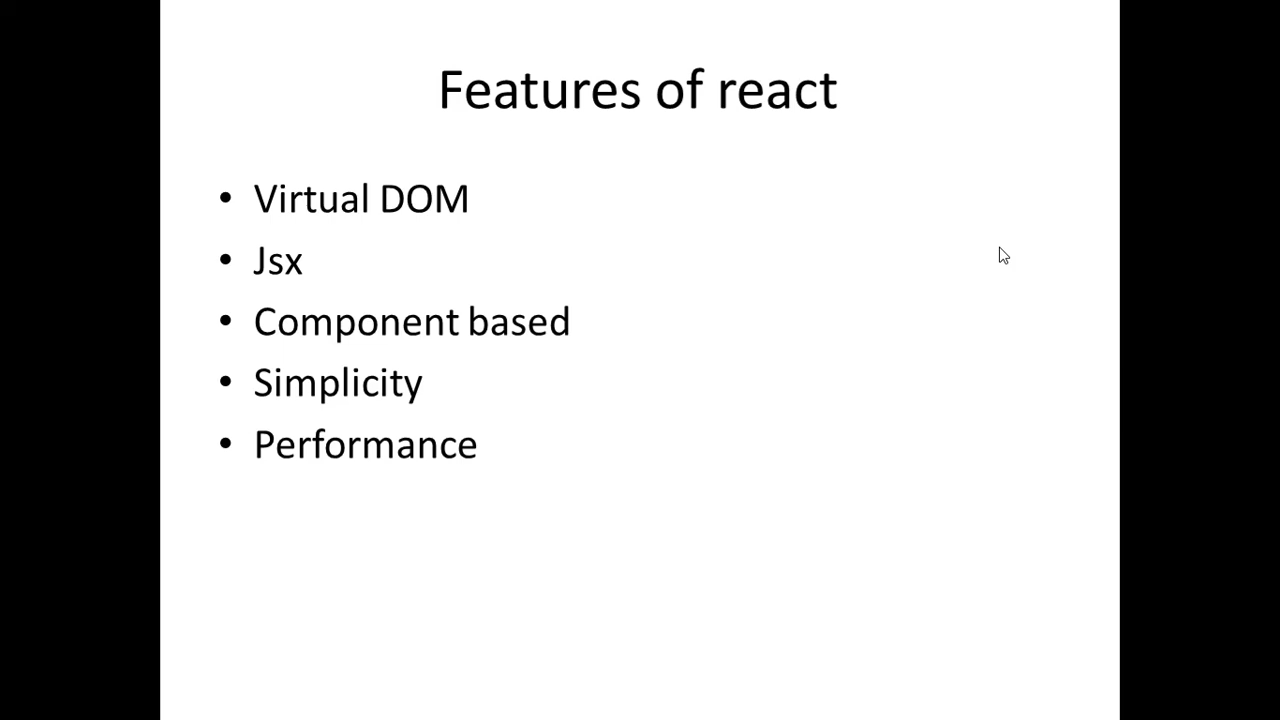 Features of react
• Virtual DOM
• Jsx
• Component based
• Simplicity
• Performance